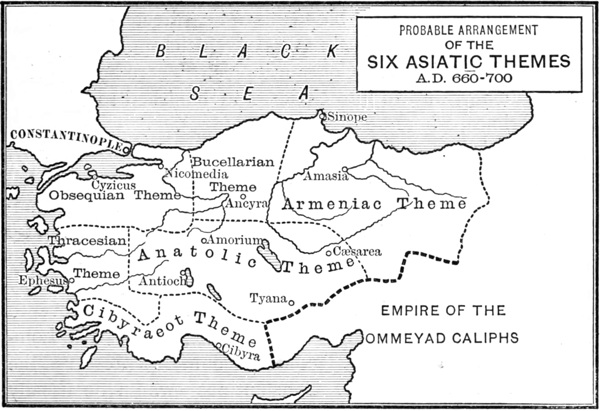 PROBABLE ARRANGEMENT
OF THE
SIX ASIATIC THEMES
A.D. 660-700
BLACK
SEA
Sinope
CONSTANTINOPLE
Nicomedia
Cyzicus
Obsequian Theme
Bucellarian
Theme
Ancyra
Amasia
Armeniac Theme
Thracesian
Theme
Ephesus
Amorium
Anatolic Theme
Antioch
Cæsarea
Tyana
Cibyraeot Theme
Cibyra
EMPIRE OF THE
OMMEYAD CALIPHS